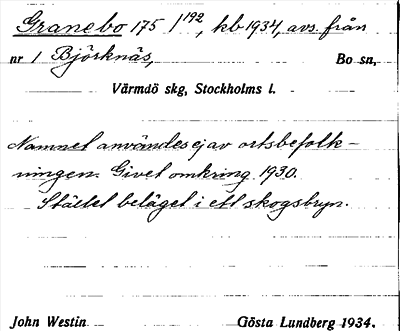 Granebo 175 1/192, kb 1934, avs. från
nr 1 Björknäs, Bo sn,
Värmdö skg, Stockholms l.
Namnet användes ej av ortsbefolk-
ningen. Givet omkring 1930.
Stället beläget i ett skogsbryn.
John Westin Gösta Lundberg 1934.